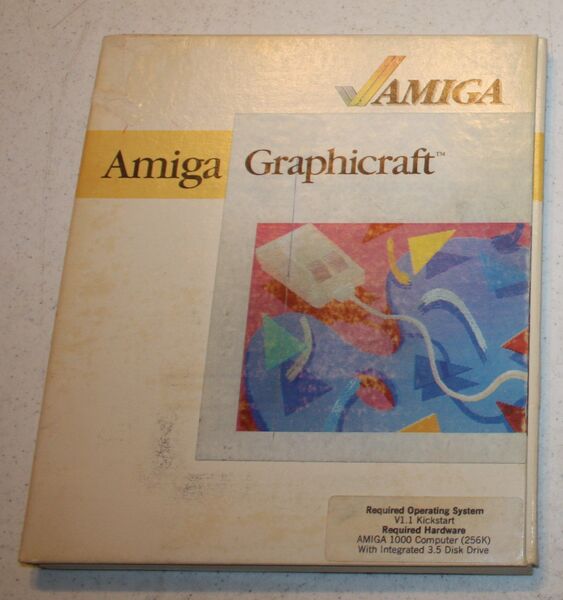 AMIGA
Amiga Graphicraft™
Required Operating System
V1.1 Kickstart
Required Hardware
AMIGA 1000 Computer (256K)
With Integrated 3.5 Disk Drive